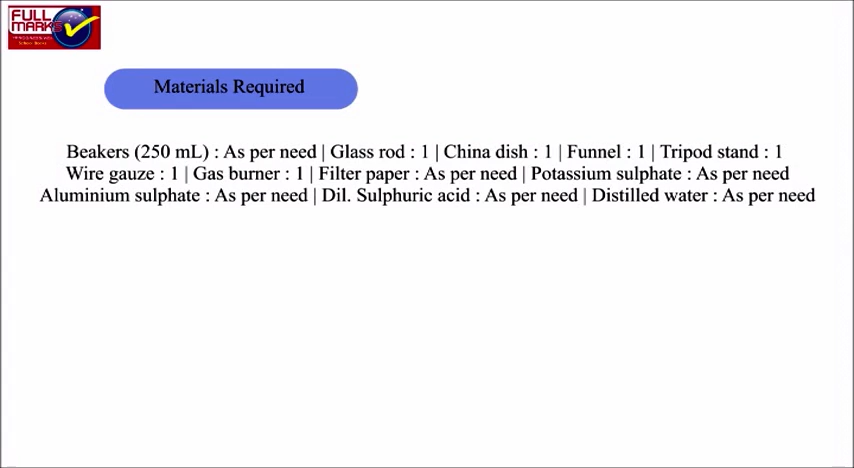 FULL
MARKS
Materials Required
Beakers (250 mL) : As per need | Glass rod : 1 | China dish : 1 | Funnel : 1 | Tripod stand : 1
Wire gauze : 1 | Gas burner : 1 | Filter paper : As per need | Potassium sulphate : As per need
Aluminium sulphate : As per need | Dil. Sulphuric acid : As per need | Distilled water : As per need